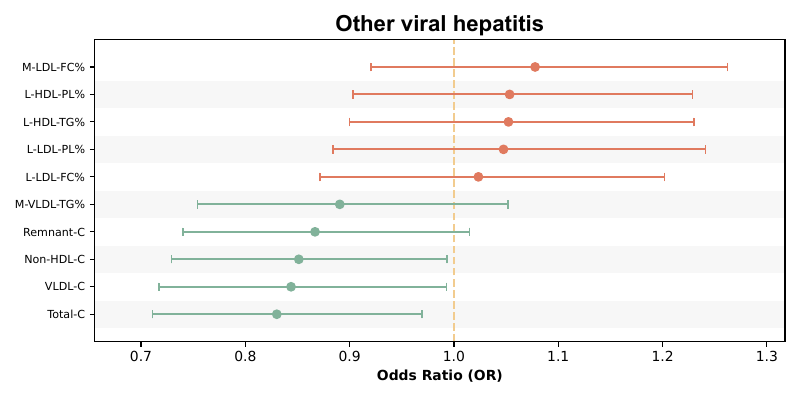 Other viral hepatitis
M-LDL-FC%
L-HDL-PL%
L-HDL-TG%
L-LDL-PL%
L-LDL-FC%
M-VLDL-TG%
Remnant-C
Non-HDL-C
VLDL-C
Total-C
0.7 0.8 0.9 1.0 1.1 1.2 1.3
Odds Ratio (OR)